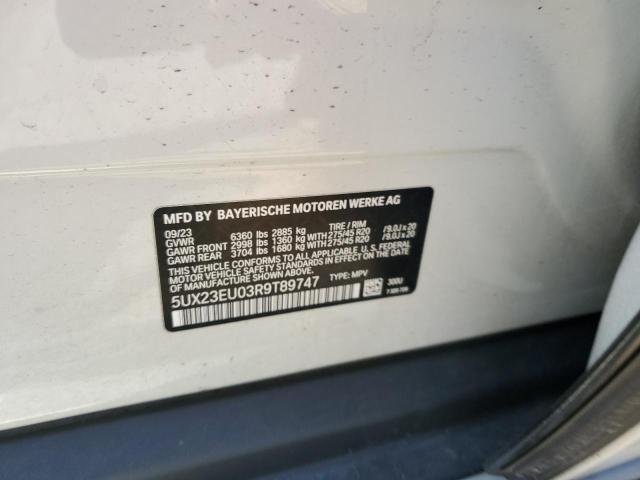 MFD BY BAYERISCHE MOTOREN WERKE AG
09/23 TIRE / RIM
GVWR 6360 lbs 2885 kg
GAWR FRONT 2998 lbs 1360 kg WITH 275/45 R20 /9.0J x 20
GAWR REAR 3704 lbs 1680 kg WITH 275/45 R20 /9.0J x 20
THIS VEHICLE CONFORMS TO ALL APPLICABLE U.S. FEDERAL
MOTOR VEHICLE SAFETY STANDARDS IN EFFECT ON THE DATE
OF MANUFACTURE SHOWN ABOVE.
5UX23EU03R9T89747 TYPE: MPV
300U